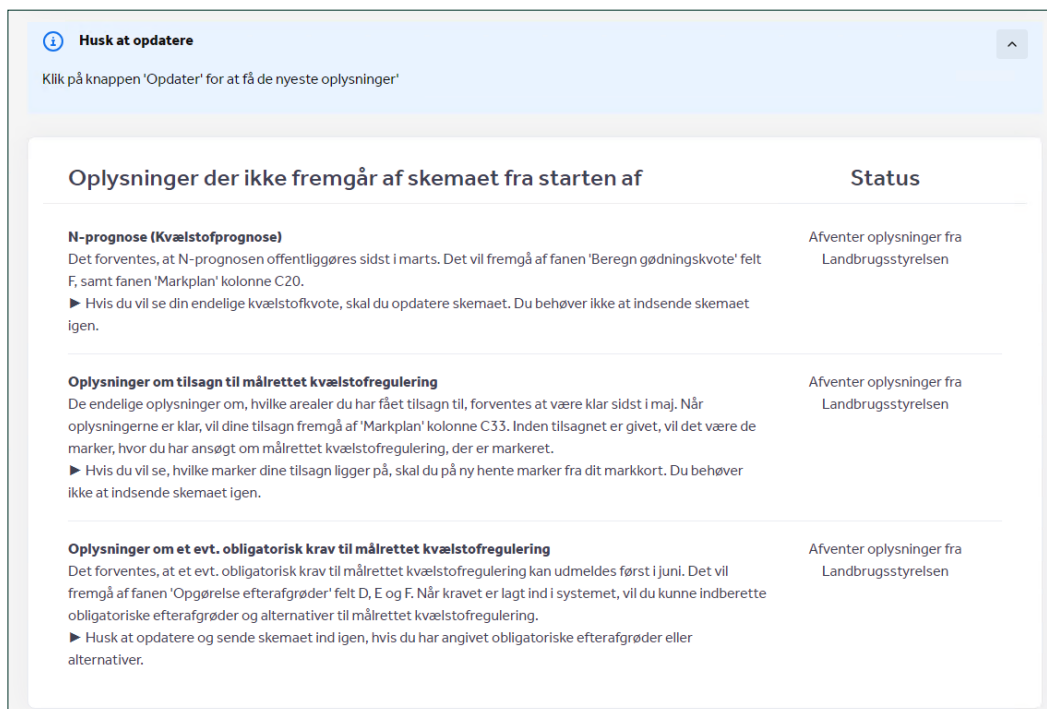 Husk at opdatere
Klik på knappen 'Opdater' for at få de nyeste oplysninger'
Oplysninger der ikke fremgår af skemaet fra starten af
Status
N-prognose (Kvælstofprognose)
Det forventes, at N-prognosen offentliggøres sidst i marts. Det vil fremgå af fanen 'Beregn gødningskvote' felt
F, samt fanen 'Markplan' kolonne C20.
► Hvis du vil se din endelige kvælstofkvote, skal du opdatere skemaet. Du behøver ikke at indsende skemaet
igen.
Afventer oplysninger fra
Landbrugsstyrelsen
Oplysninger om tilsagn til målrettet kvælstofregulering
De endelige oplysninger om, hvilke arealer du har fået tilsagn til, forventes at være klar sidst i maj. Når
oplysningerne er klar, vil dine tilsagn fremgå af 'Markplan' kolonne C33. Inden tilsagnet er givet, vil det være de
marker, hvor du har ansøgt om målrettet kvælstofregulering, der er markeret.
► Hvis du vil se, hvilke marker dine tilsagn ligger på, skal du på ny hente marker fra dit markkort. Du behøver
ikke at indsende skemaet igen.
Afventer oplysninger fra
Landbrugsstyrelsen
Oplysninger om et evt. obligatorisk krav til målrettet kvælstofregulering
Det forventes, at et evt. obligatorisk krav til målrettet kvælstofregulering kan udmeldes først i juni. Det vil
fremgå af fanen 'Opgørelse efterafgrøder' felt D, E og F. Når kravet er lagt ind i systemet, vil du kunne indberette
obligatoriske efterafgrøder og alternativer til målrettet kvælstofregulering.
► Husk at opdatere og sende skemaet ind igen, hvis du har angivet obligatoriske efterafgrøder eller
alternativer.
Afventer oplysninger fra
Landbrugsstyrelsen